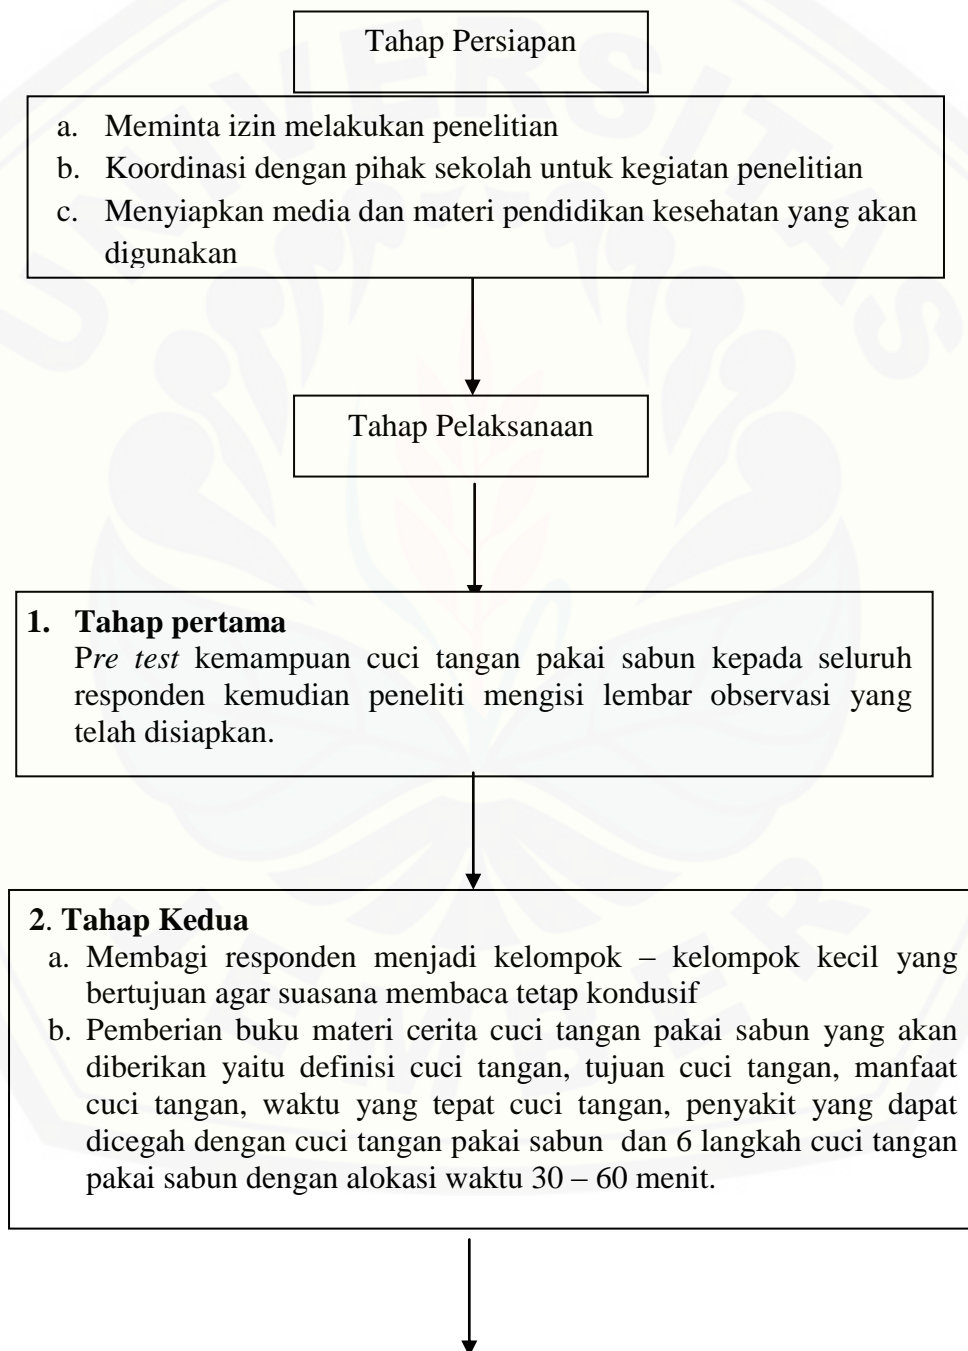 Tahap Persiapan
a. Meminta izin melakukan penelitian
b. Koordinasi dengan pihak sekolah untuk kegiatan penelitian
c. Menyiapkan media dan materi pendidikan kesehatan yang akan
digunakan
Tahap Pelaksanaan
1. Tahap pertama
Pre test kemampuan cuci tangan pakai sabun kepada seluruh
responden kemudian peneliti mengisi lembar observasi yang
telah disiapkan.
2. Tahap Kedua
a. Membagi responden menjadi kelompok – kelompok kecil yang
bertujuan agar suasana membaca tetap kondusif
b. Pemberian buku materi cerita cuci tangan pakai sabun yang akan
diberikan yaitu definisi cuci tangan, tujuan cuci tangan, manfaat
cuci tangan, waktu yang tepat cuci tangan, penyakit yang dapat
dicegah dengan cuci tangan pakai sabun dan 6 langkah cuci tangan
pakai sabun dengan alokasi waktu 30 – 60 menit.
UNIVERSITAS
JEMBER